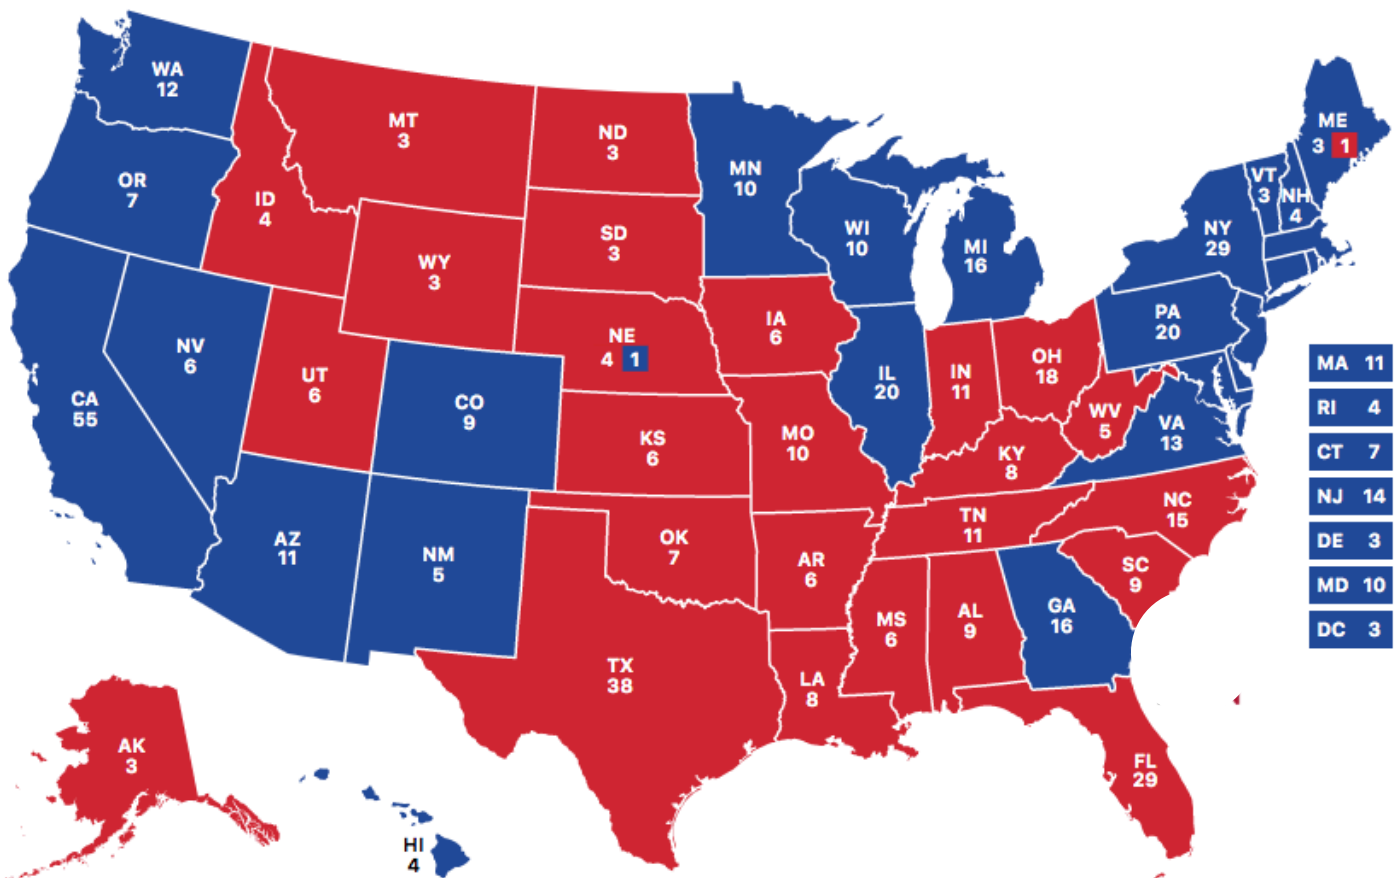 WA
12
OR
7
CA
55
NV
6
ID
4
MT
3
WY
3
UT
6
AZ
11
CO
9
NM
5
ND
3
SD
3
NE
4 1
KS
6
OK
7
TX
38
MN
10
IA
6
MO
10
AR
6
LA
8
WI
10
IL
20
MI
16
IN
11
OH
18
KY
8
TN
11
MS
6
AL
9
GA
16
FL
29
SC
9
NC
15
VA
13
WV
5
PA
20
NY
29
VT
3
NH
4
ME
3 1
MA 11
RI 4
CT 7
NJ 14
DE 3
MD 10
DC 3
AK
3
HI
4